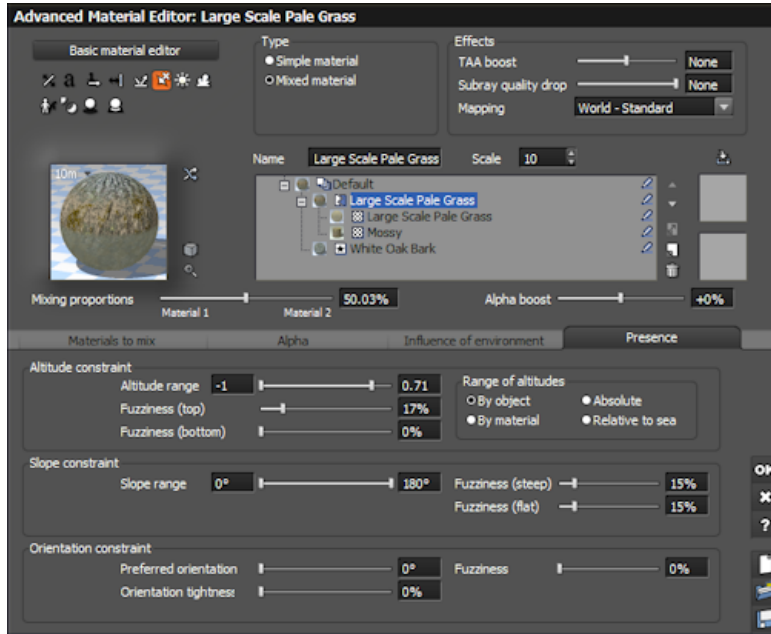 Advanced Material Editor: Large Scale Pale Grass
Basic material editor
Type
Simple material
Mixed material
Effects
TAA boost None
Subray quality drop None
Mapping World - Standard
Name Large Scale Pale Grass Scale 10
10m
Default
Large Scale Pale Grass
Large Scale Pale Grass
Mossy
White Oak Bark
Mixing proportions 50.03% Alpha boost +0%
Material 1 Material 2
Materials to mix Alpha Influence of environment Presence
Altitude constraint
Altitude range -1 0.71
Fuzziness (top) 17%
Fuzziness (bottom) 0%
Range of altitudes
By object Absolute
By material Relative to sea
Slope constraint
Slope range 0° 180° Fuzziness (steep) 15%
Fuzziness (flat) 15%
Orientation constraint
Preferred orientation 0° Fuzziness 0%
Orientation tightness 0%
OK
?